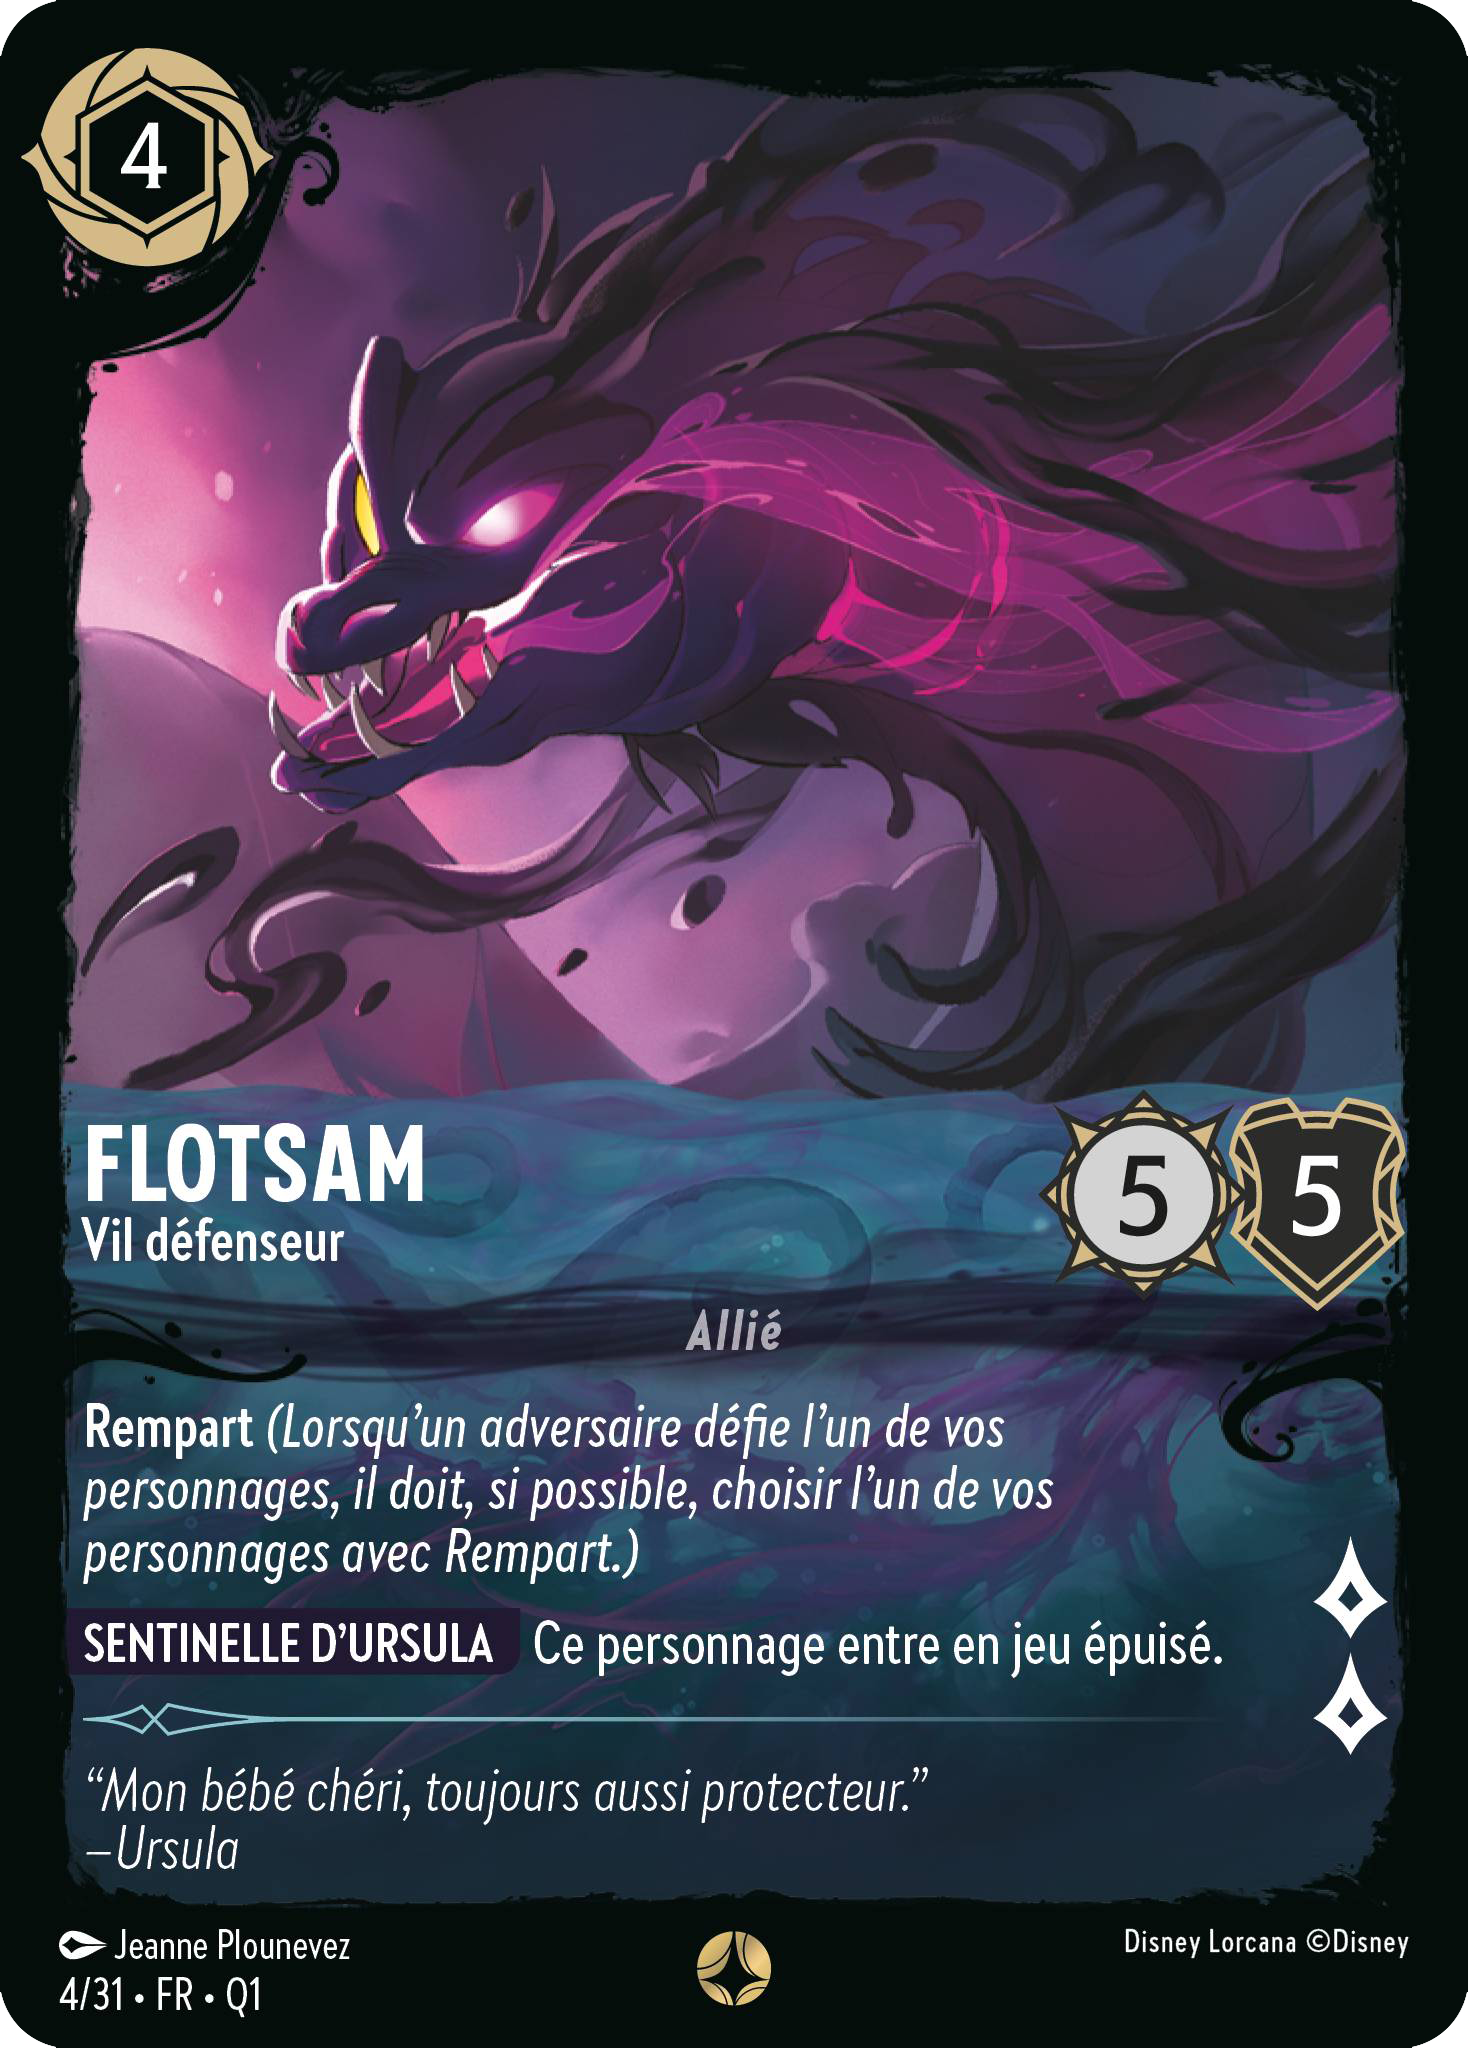 4
FLOTSAM
Vil défenseur
5
5
Allié
Rempart (Lorsqu’un adversaire défie l’un de vos
personnages, il doit, si possible, choisir l’un de vos
personnages avec Rempart.)
SENTINELLE D’URSULA Ce personnage entre en jeu épuisé.
“Mon bébé chéri, toujours aussi protecteur.”
–Ursula
Jeanne Plounevez
Disney Lorcana ©Disney
4/31 • FR • Q1